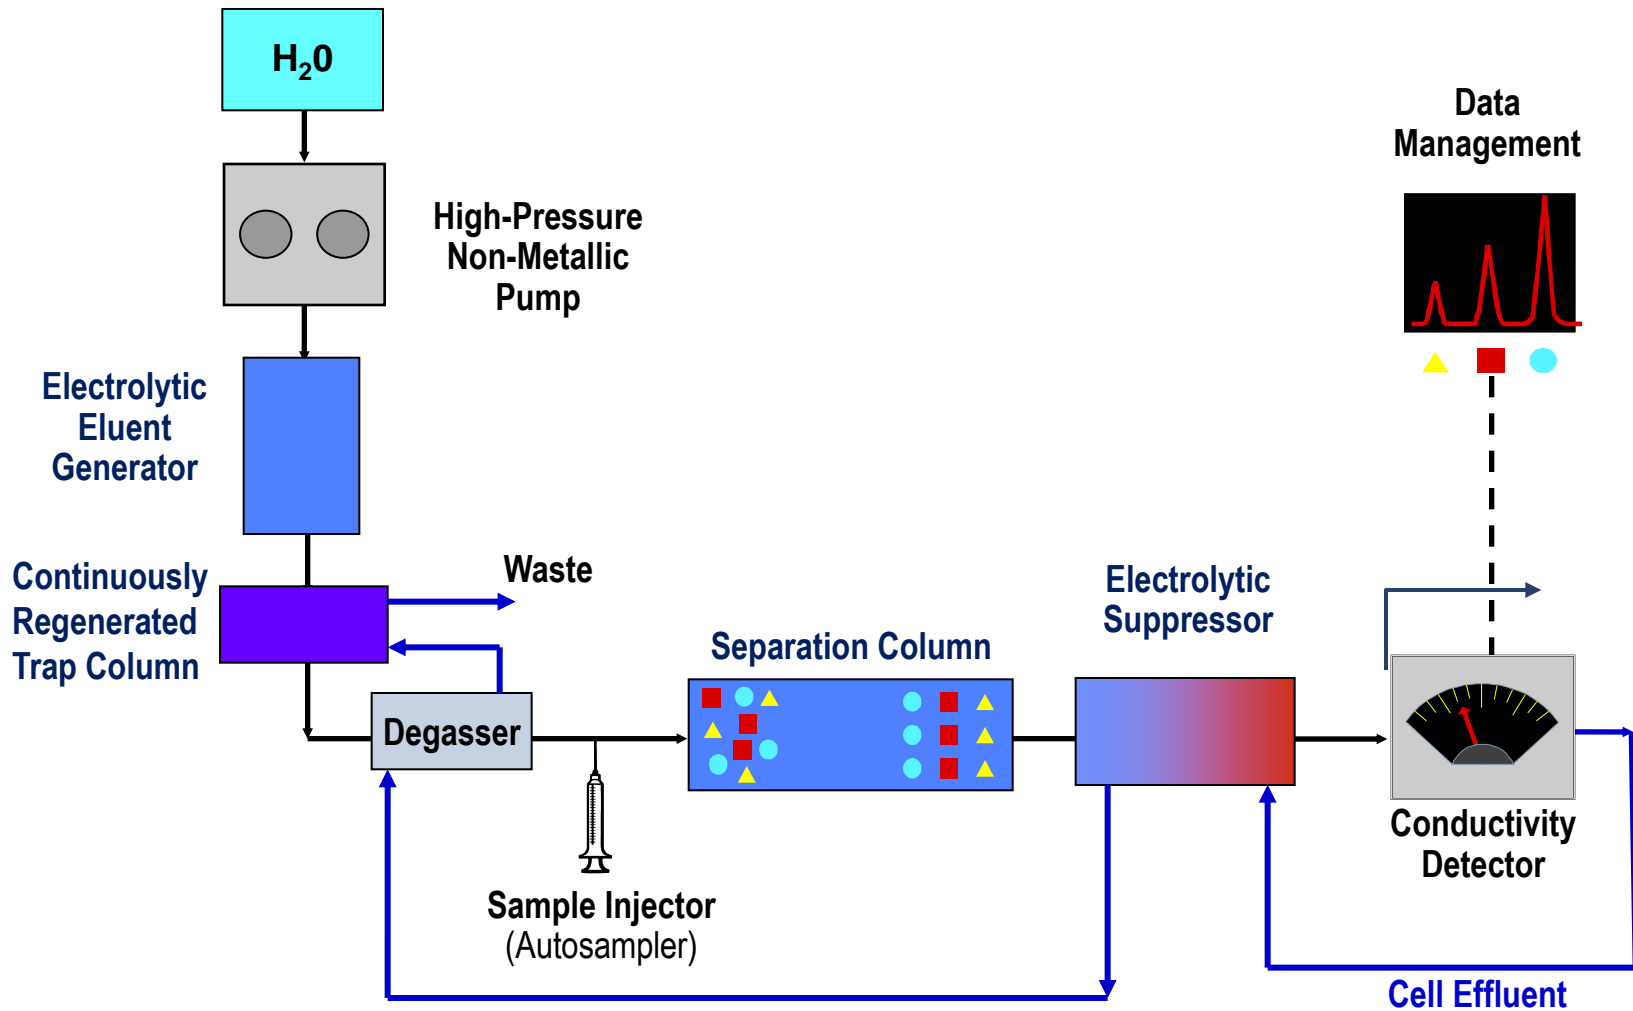 H₂0
High-Pressure
Non-Metallic
Pump
Electrolytic
Eluent
Generator
Continuously
Regenerated
Trap Column
Waste
Degasser
Sample Injector
(Autosampler)
Separation Column
Electrolytic
Suppressor
Data
Management
Conductivity
Detector
Cell Effluent